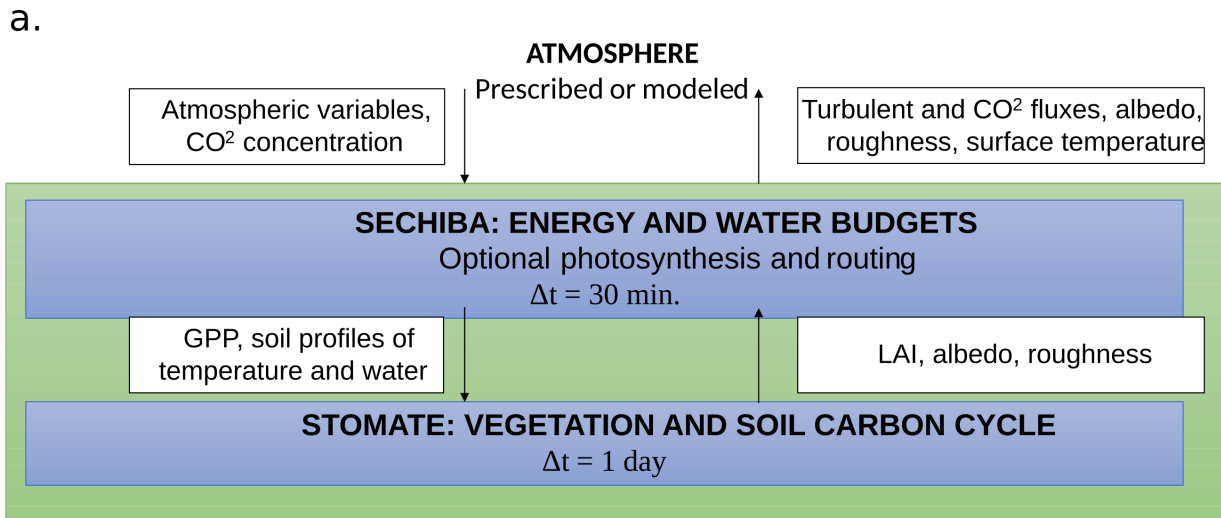 a.
ATMOSPHERE
Prescribed or modeled
Atmospheric variables,
CO² concentration
Turbulent and CO² fluxes, albedo,
roughness, surface temperature
SECHIBA: ENERGY AND WATER BUDGETS
Optional photosynthesis and routing
Δt = 30 min.
GPP, soil profiles of
temperature and water
LAI, albedo, roughness
STOMATE: VEGETATION AND SOIL CARBON CYCLE
Δt = 1 day